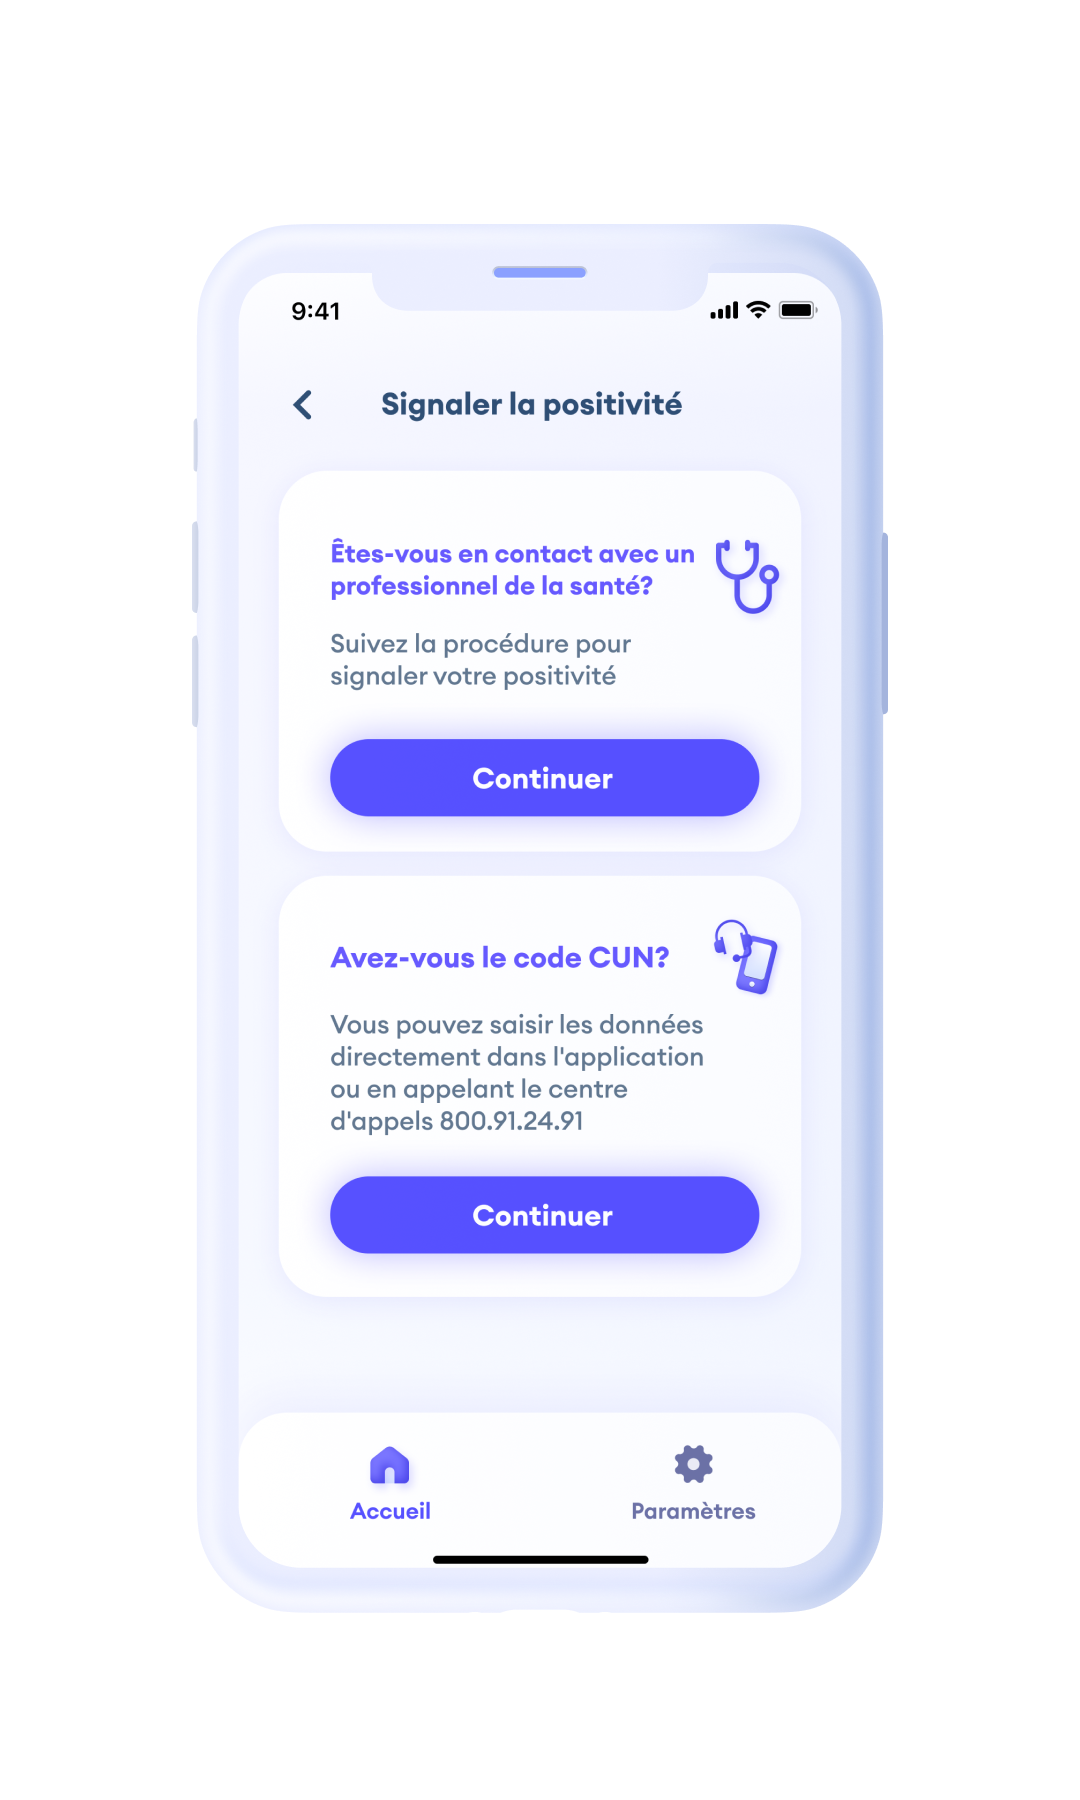 9:41
Signaler la positivité
Êtes-vous en contact avec un
professionnel de la santé?
Suivez la procédure pour
signaler votre positivité
Continuer
Avez-vous le code CUN?
Vous pouvez saisir les données
directement dans l'application
ou en appelant le centre
d'appels 800.91.24.91
Continuer
Accueil
Paramètres